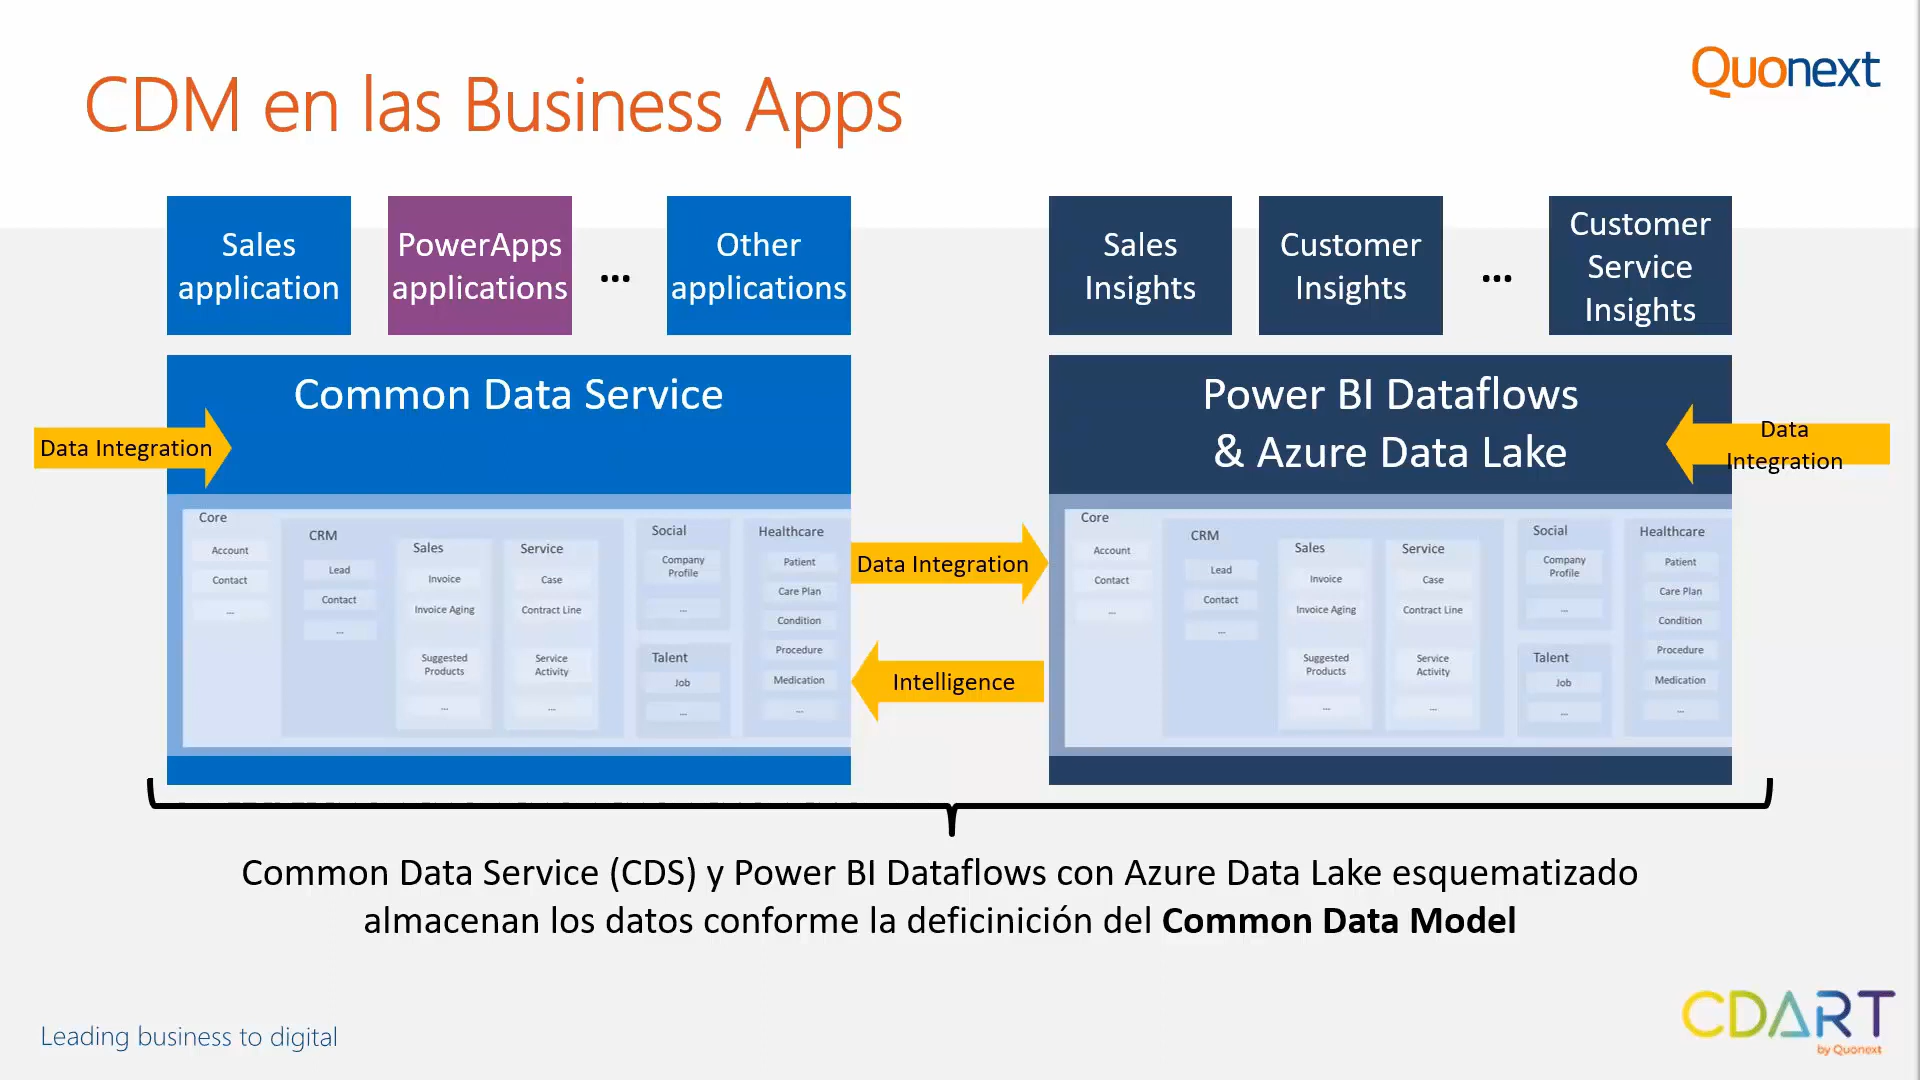 CDM en las Business Apps
Quonext
Sales
application
PowerApps
applications
...
Other
applications
Sales
Insights
Customer
Insights
...
Customer
Service
Insights
Common Data Service
Data Integration
Core
Account
Contact
...
CRM
Lead
Contact
...
Sales
Invoice
Invoice Aging
Suggested
Products
...
Service
Case
Contract Line
Service
Activity
...
Social
Company
Profile
...
Talent
Job
...
Healthcare
Patient
Care Plan
Condition
Procedure
Medication
...
Data Integration
Intelligence
Power BI Dataflows
& Azure Data Lake
Data
Integration
Core
Account
Contact
...
CRM
Lead
Contact
...
Sales
Invoice
Invoice Aging
Suggested
Products
...
Service
Case
Contract Line
Service
Activity
...
Social
Company
Profile
...
Talent
Job
...
Healthcare
Patient
Care Plan
Condition
Procedure
Medication
...
Common Data Service (CDS) y Power BI Dataflows con Azure Data Lake esquematizado
almacenan los datos conforme la deficinición del Common Data Model
Leading business to digital
CDART
by Quonext